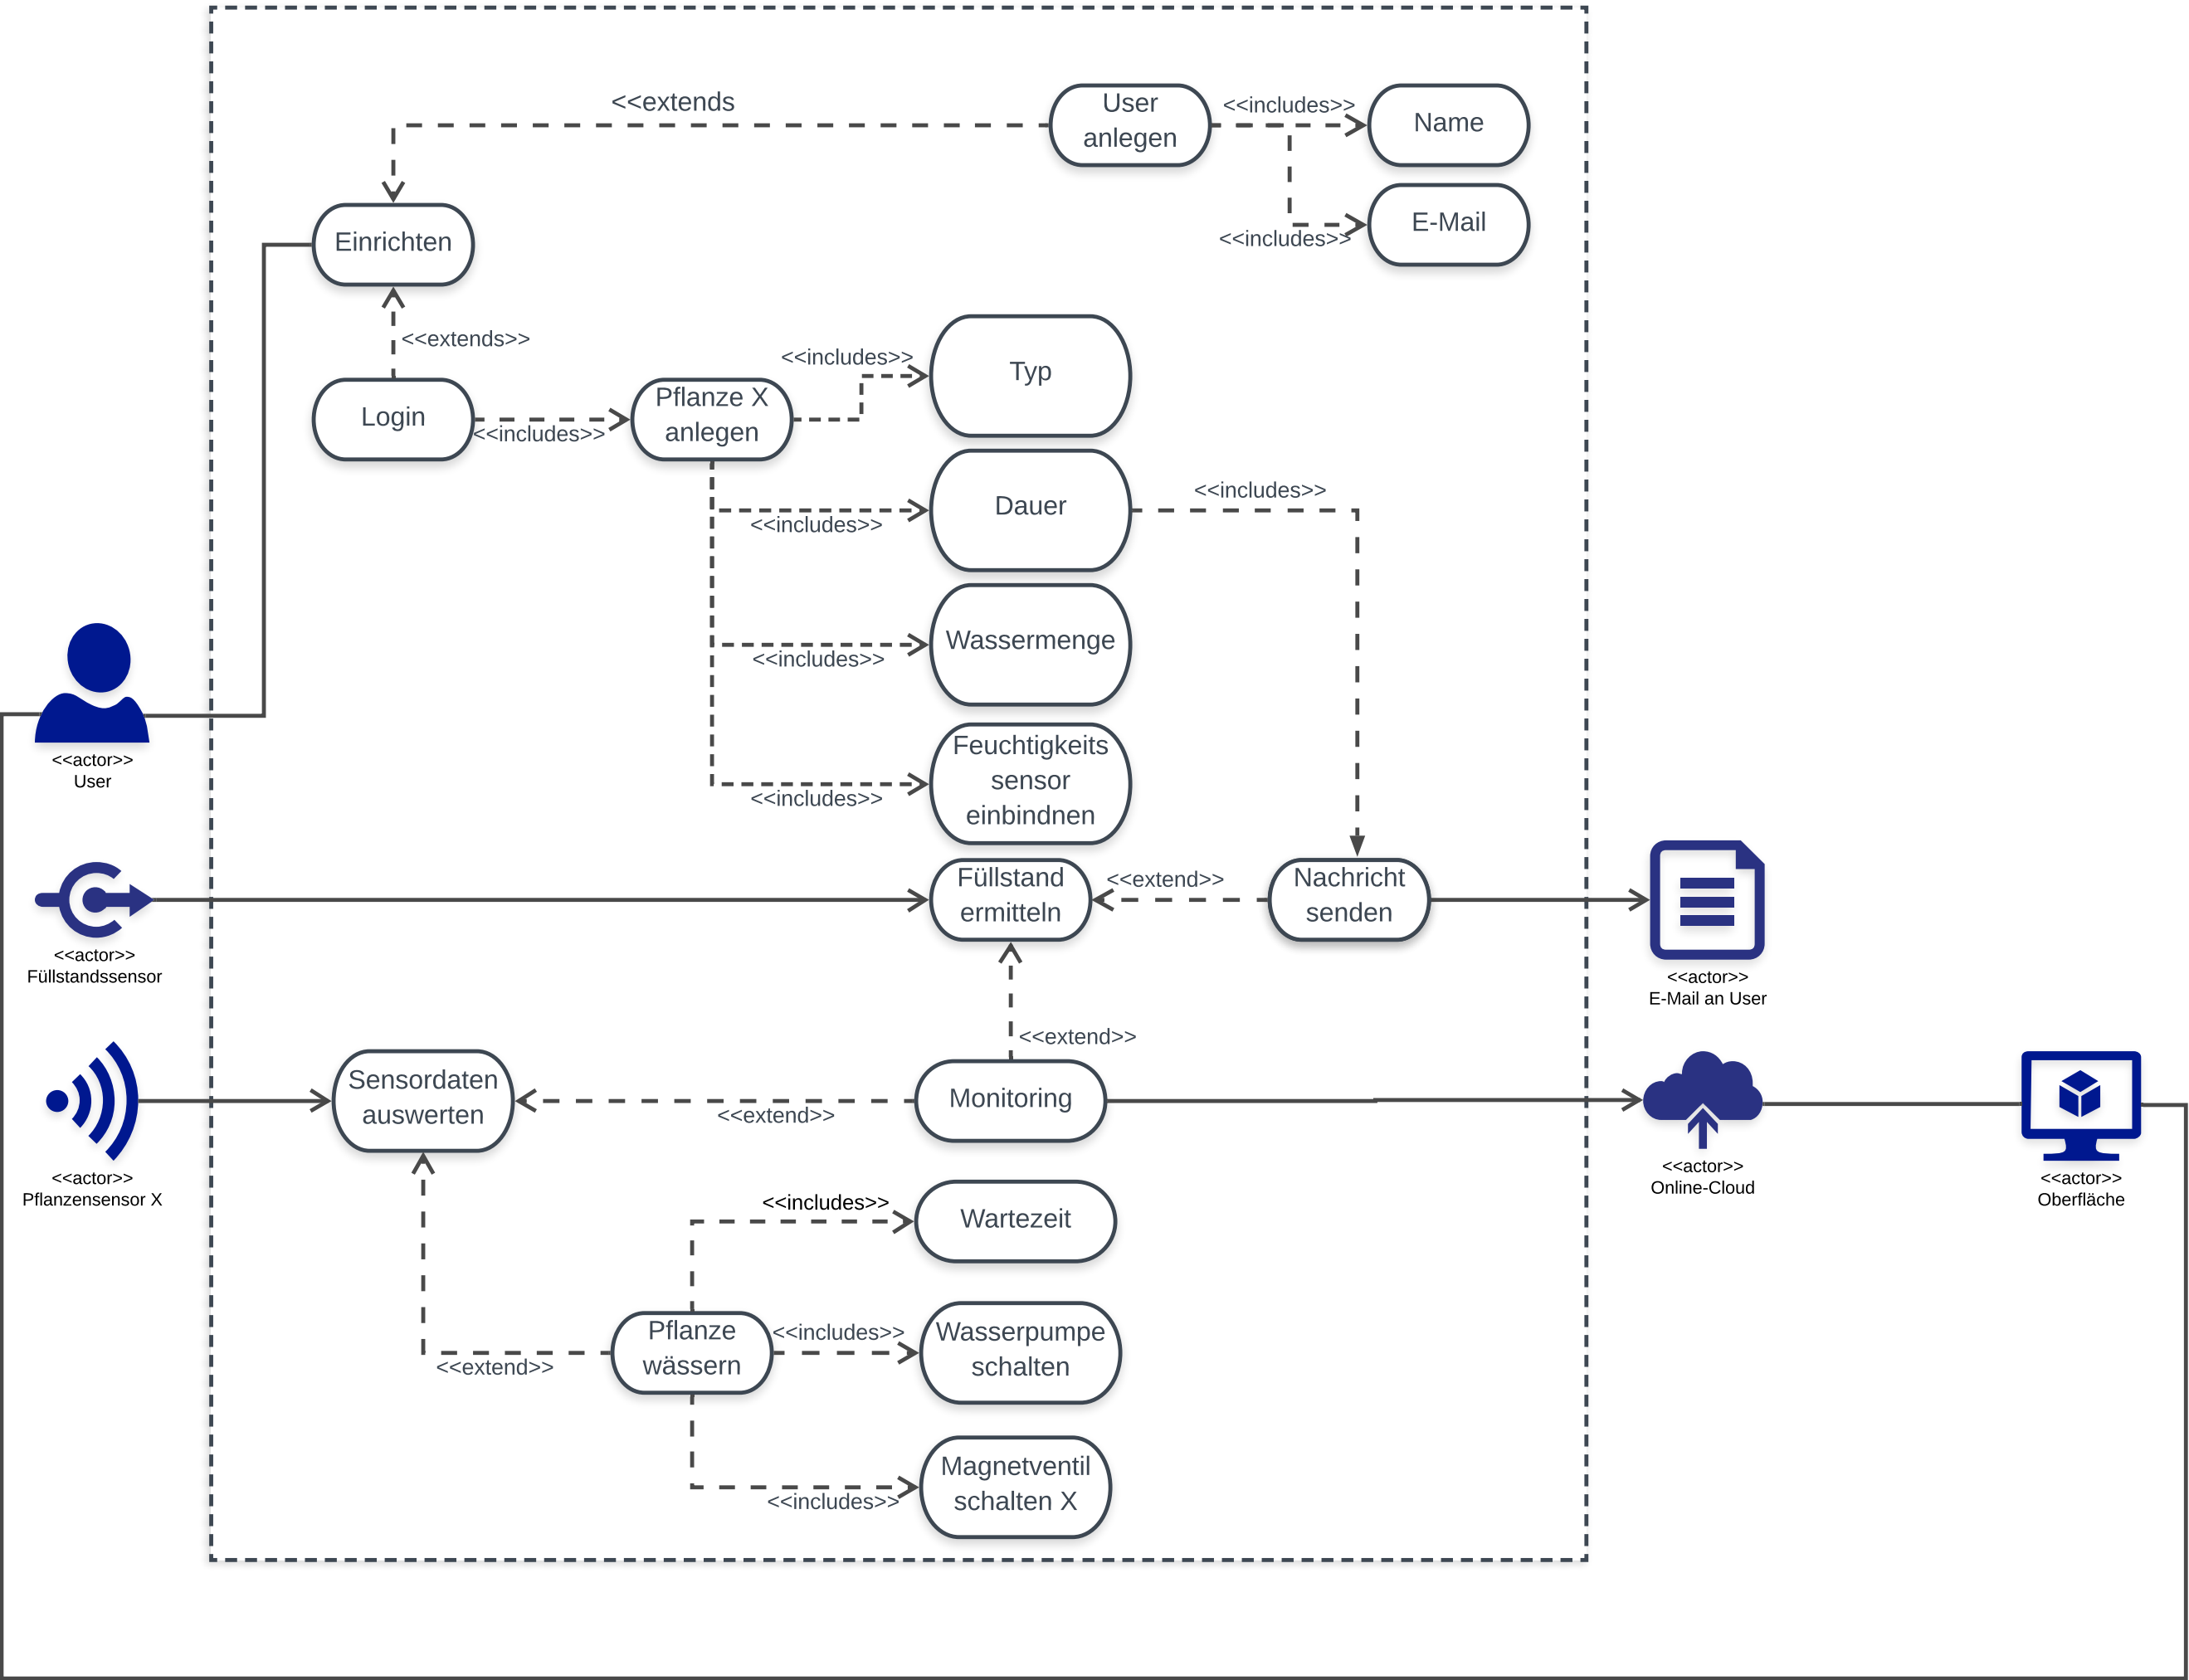 <<extends
User
anlegen
<<includes>>
Name
E-Mail
<<includes>>
Einrichten
<<extends>>
Login
<<includes>>
Pflanze X
anlegen
<<includes>>
Typ
Dauer
<<includes>>
<<includes>>
Wassermenge
<<includes>>
Feuchtigkeits
sensor
einbindnen
<<includes>>
<<actor>>
User
Füllstand
ermitteln
<<extend>>
Nachricht
senden
<<actor>>
Füllstandssensor
<<actor>>
E-Mail an User
<<extend>>
Sensordaten
auswerten
<<extend>>
Monitoring
<<actor>>
Pflanzensensor X
<<actor>>
Online-Cloud
<<actor>>
Oberfläche
<<includes>>
Wartezeit
Pflanze
wässern
<<extend>>
<<includes>>
Wasserpumpe
schalten
Magnetventil
schalten X
<<includes>>